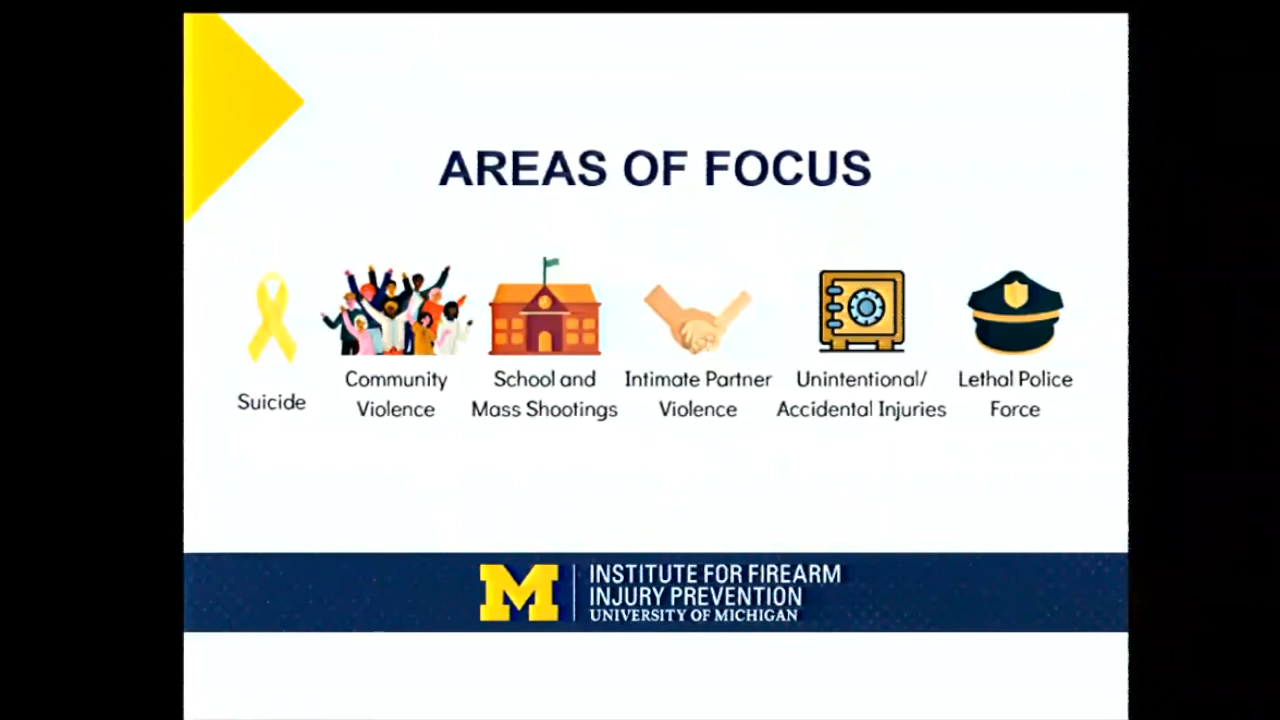 AREAS OF FOCUS
Suicide
Community
Violence
School and
Mass Shootings
Intimate Partner
Violence
Unintentional/
Accidental Injuries
Lethal Police
Force
M
INSTITUTE FOR FIREARM
INJURY PREVENTION
UNIVERSITY OF MICHIGAN